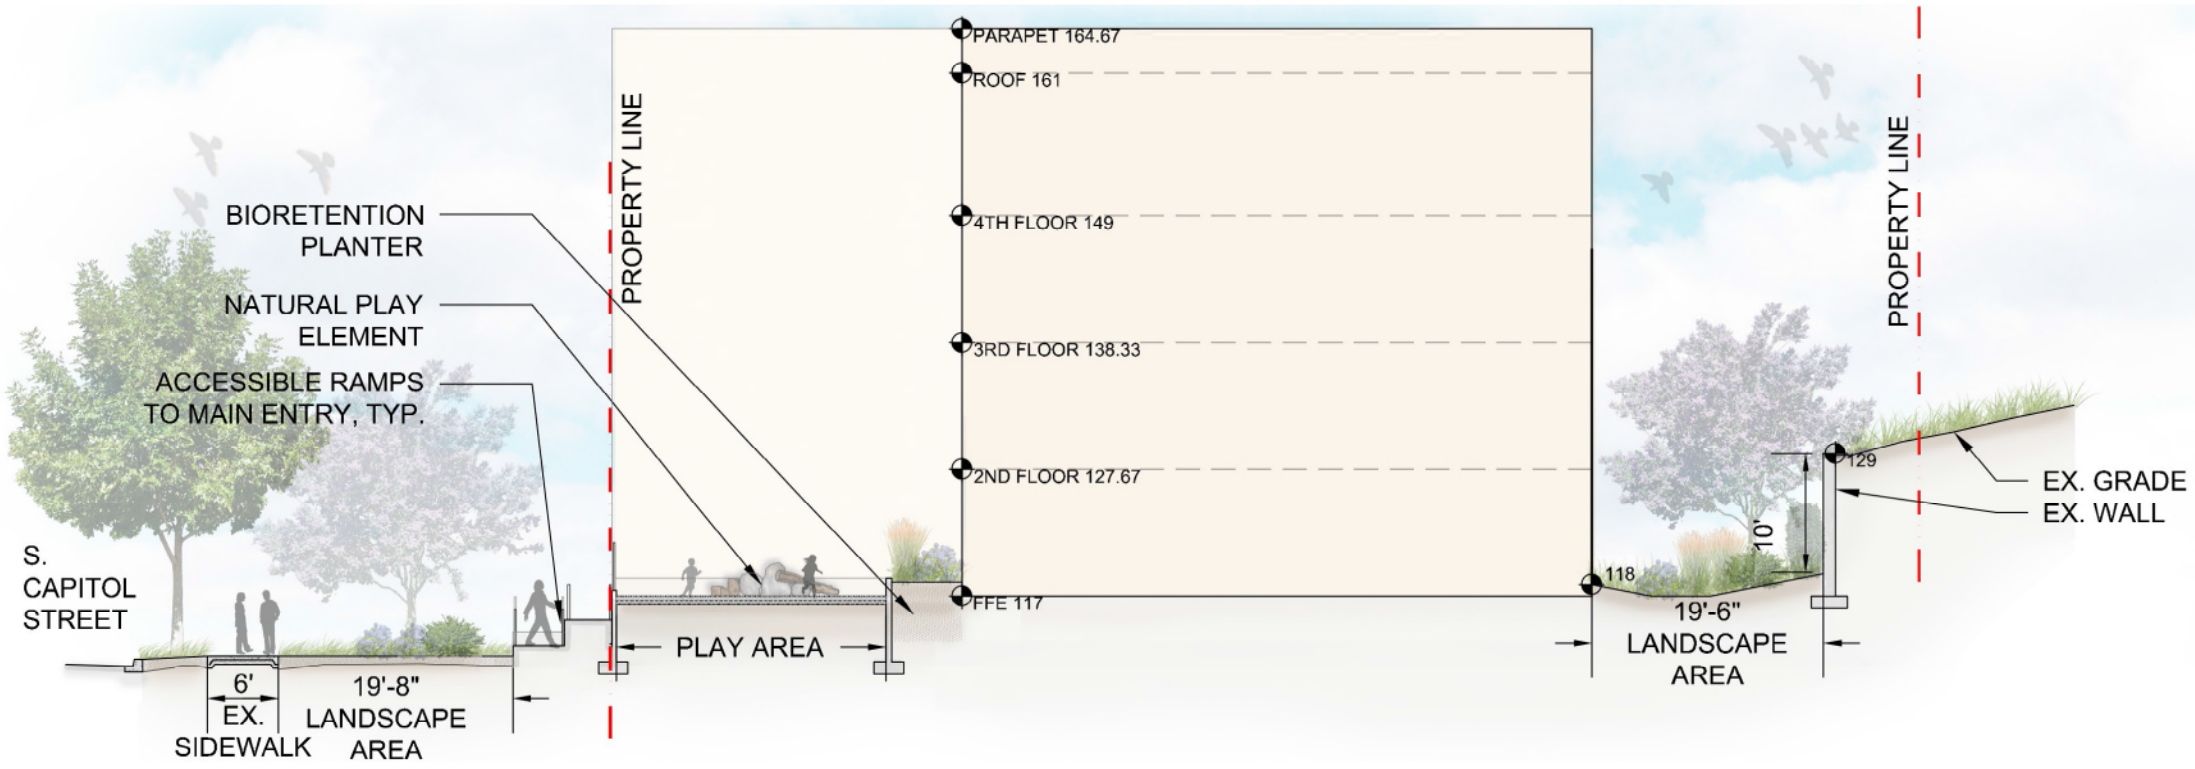 PARAPET 164.67
ROOF 161
PROPERTY LINE
PROPERTY LINE
BIORETENTION
PLANTER
4TH FLOOR 149
NATURAL PLAY
ELEMENT
3RD FLOOR 138.33
ACCESSIBLE RAMPS
TO MAIN ENTRY, TYP.
2ND FLOOR 127.67
129
EX. GRADE
EX. WALL
10'
S.
CAPITOL
STREET
118
FFE 117
19'-6"
LANDSCAPE
AREA
PLAY AREA
6'
EX.
SIDEWALK
19'-8"
LANDSCAPE
AREA